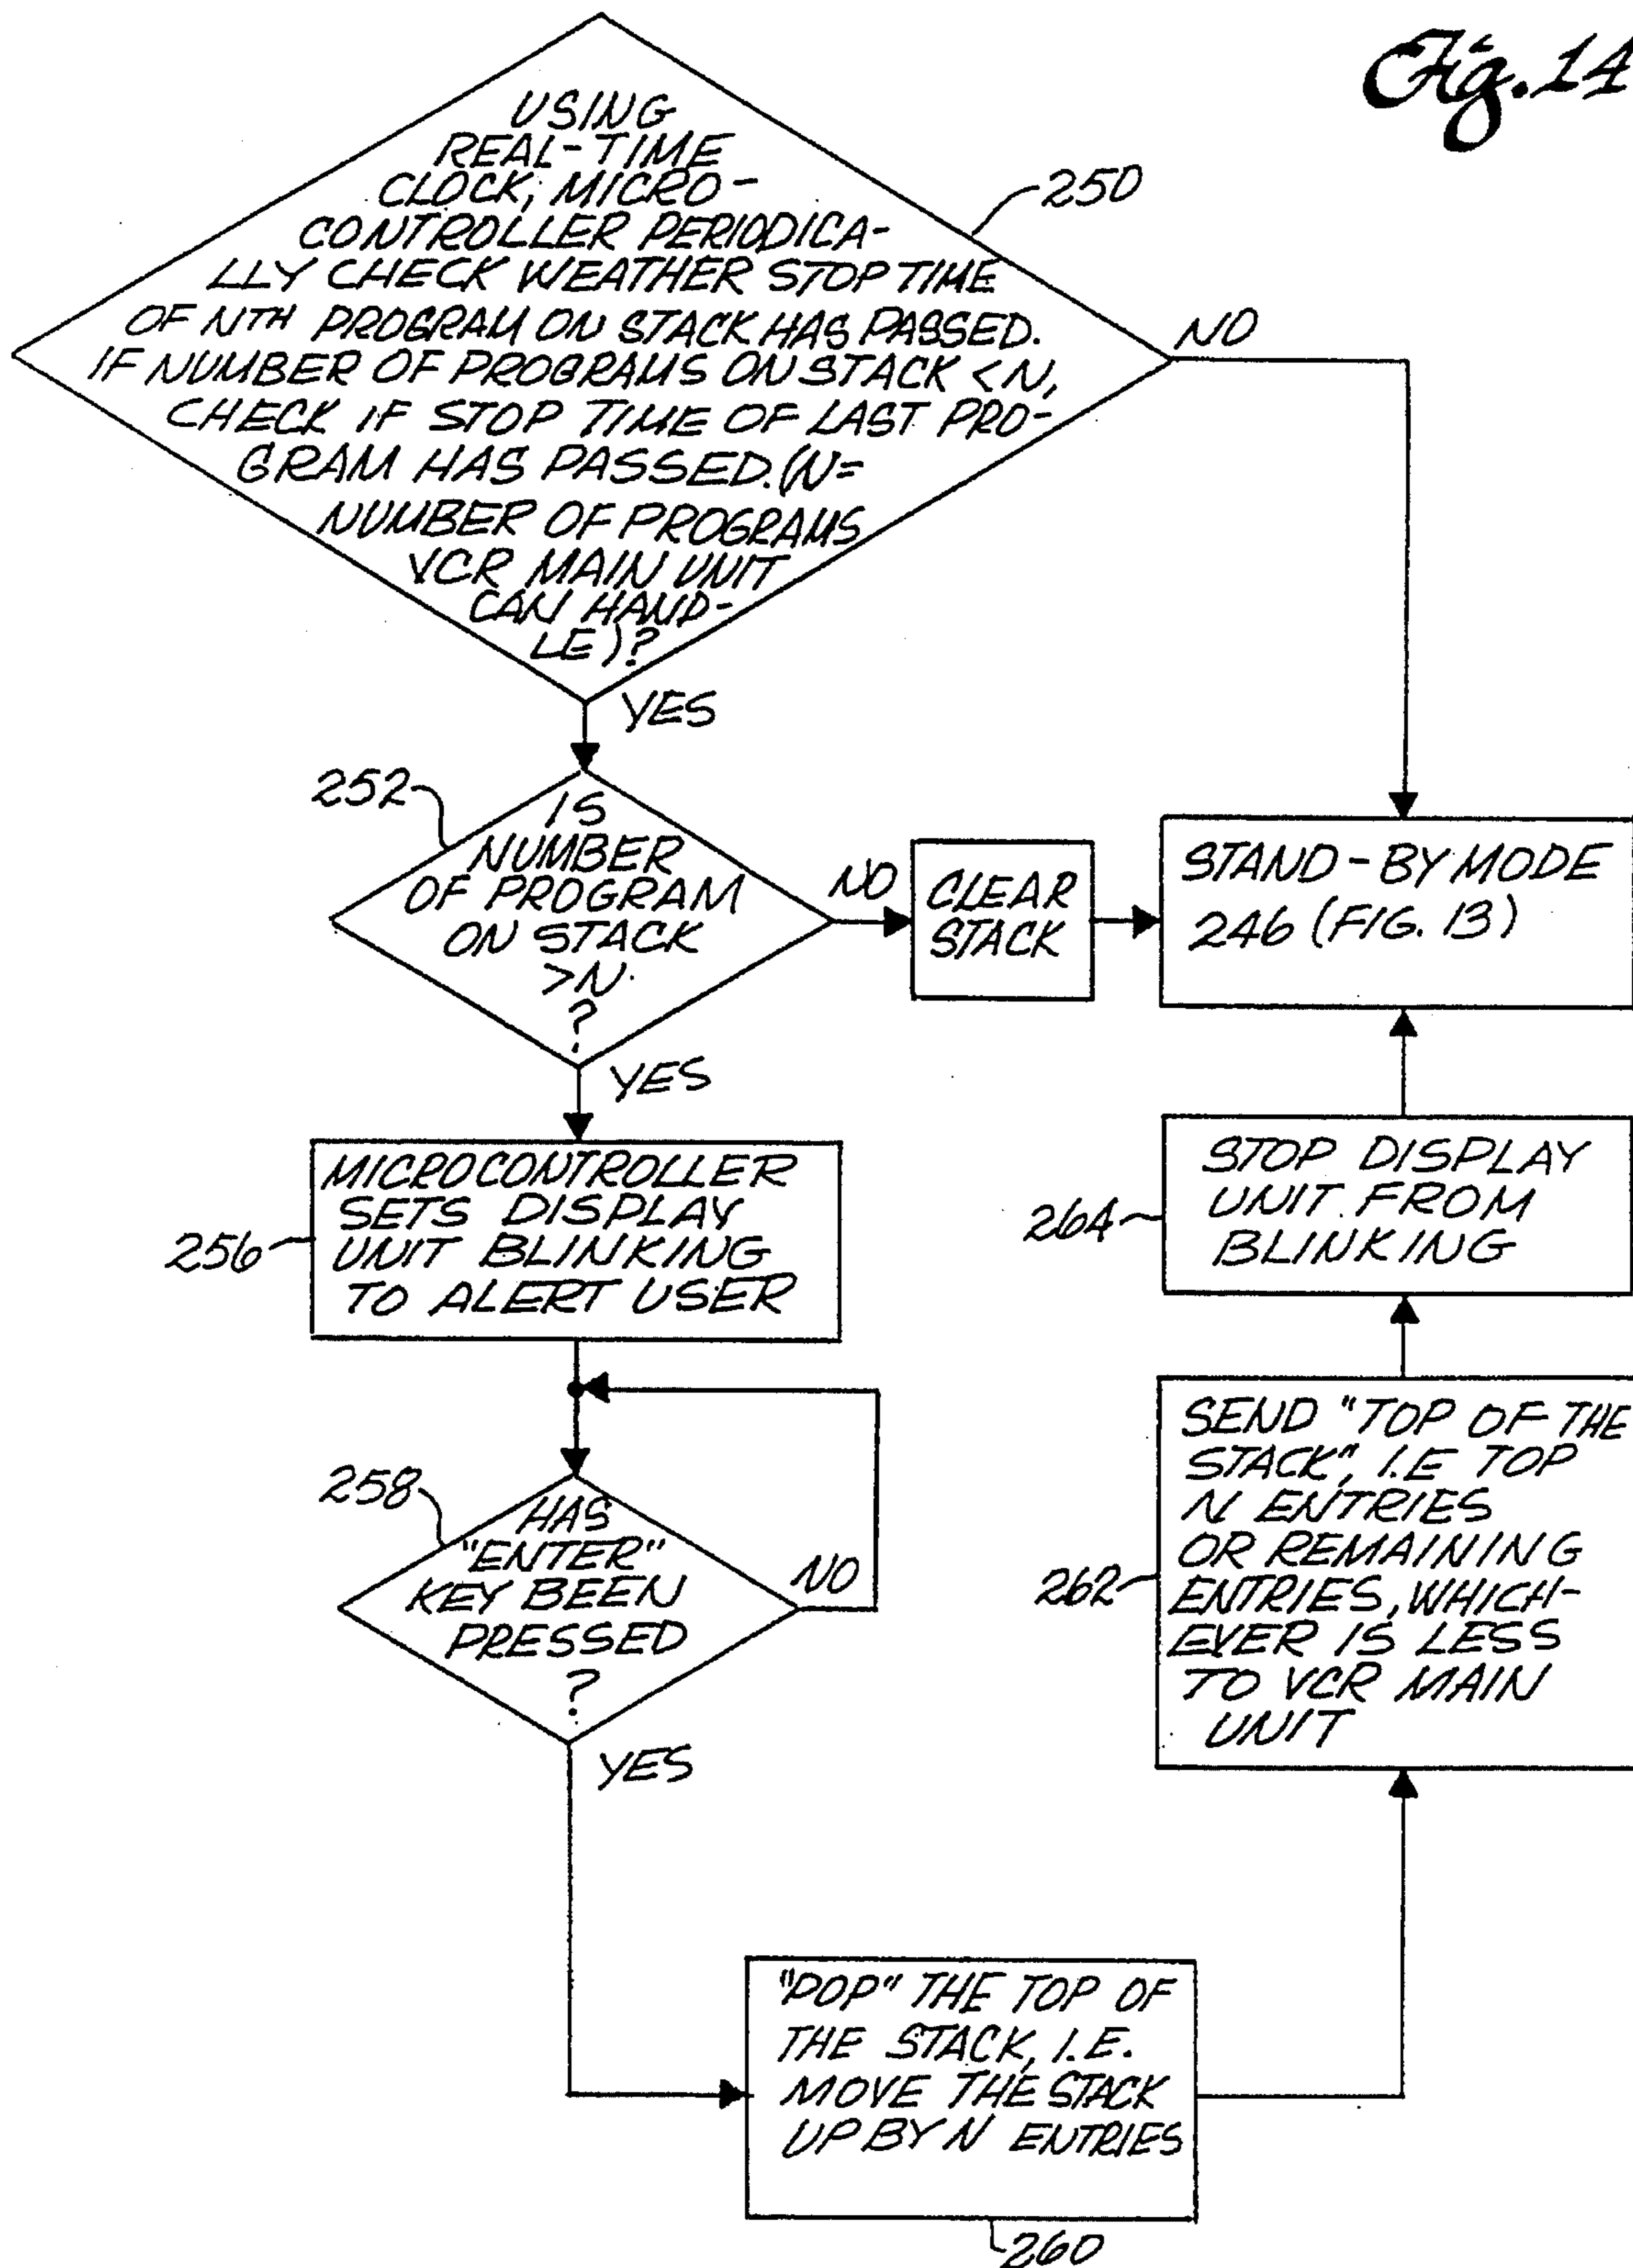 Fig. 14
USING
REAL-TIME
CLOCK, MICRO-
CONTROLLER PERIODICA-
LLY CHECK WEATHER STOP TIME
OF NTH PROGRAM ON STACK HAS PASSED.
IF NUMBER OF PROGRAMS ON STACK <N,
CHECK IF STOP TIME OF LAST PRO-
GRAM HAS PASSED. (N=
NUMBER OF PROGRAMS
VCR MAIN UNIT
CAN HAND-
LE)?
250
NO
YES
252
IS
NUMBER
OF PROGRAM
ON STACK
>N
?
NO
CLEAR
STACK
STAND-BY MODE
246 (FIG. 13)
YES
MICROCONTROLLER
SETS DISPLAY
UNIT BLINKING
TO ALERT USER
256
STOP DISPLAY
UNIT FROM
BLINKING
264
258
HAS
"ENTER"
KEY BEEN
PRESSED
?
NO
YES
SEND "TOP OF THE
STACK", I.E TOP
N ENTRIES
OR REMAINING
ENTRIES, WHICH-
EVER IS LESS
TO VCR MAIN
UNIT
262
"POP" THE TOP OF
THE STACK, I.E.
MOVE THE STACK
UP BY N ENTRIES
260